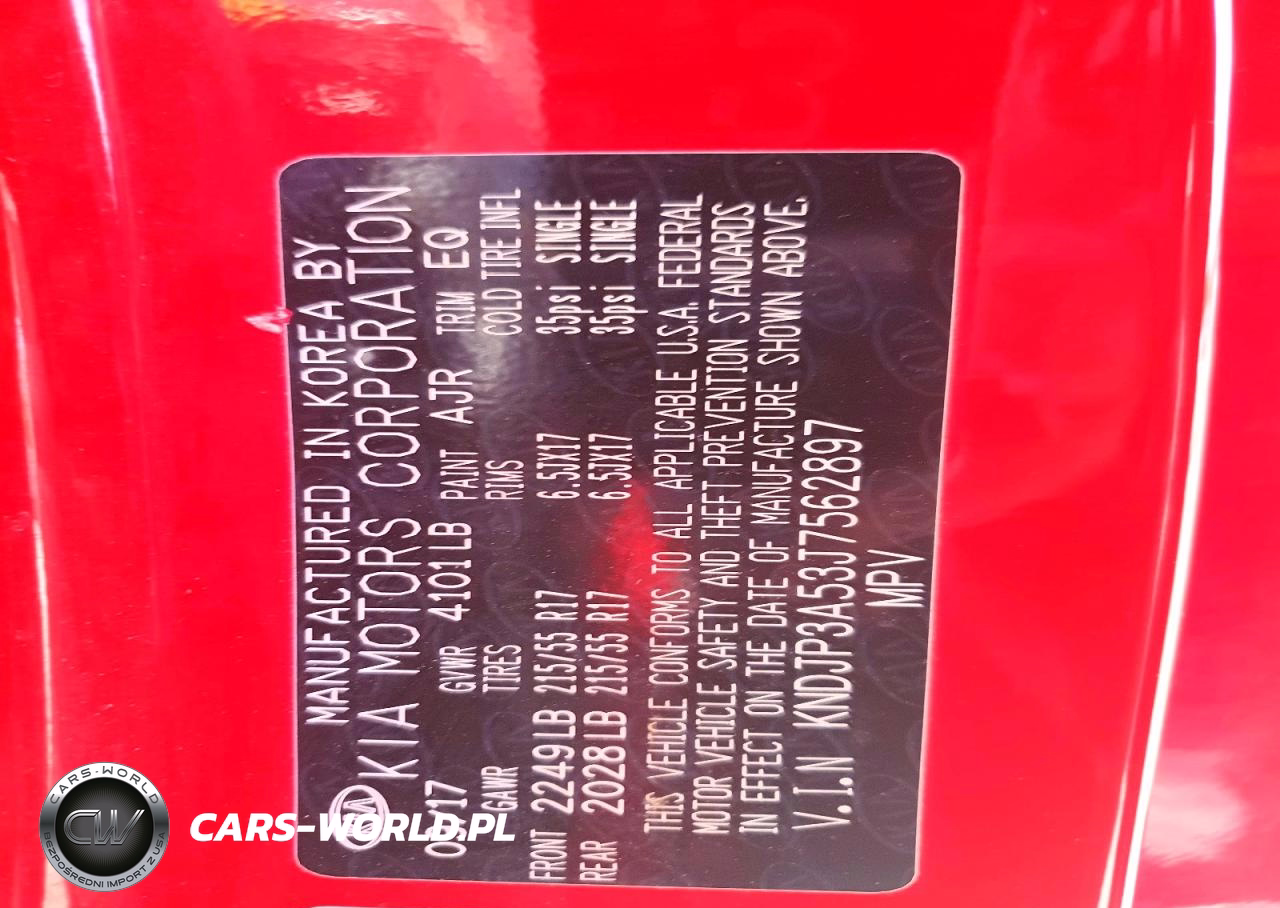 MANUFACTURED IN KOREA BY
KIA MOTORS CORPORATION
GVWR 4101LB PAINT AJR TRIM EQ
GAWR TIRES RIMS COLD TIRE INFL
FRONT 2249LB 215/55 R17 6.5JX17 35psi SINGLE
REAR 2028LB 215/55 R17 6.5JX17 35psi SINGLE
THIS VEHICLE CONFORMS TO ALL APPLICABLE U.S.A. FEDERAL
MOTOR VEHICLE SAFETY AND THEFT PREVENTION STANDARDS
IN EFFECT ON THE DATE OF MANUFACTURE SHOWN ABOVE.
V.I.N KNDJP3A53J7562897
MPV
CARS-WORLD
CW
BEZPOŚREDNI IMPORT Z USA
CARS-WORLD.PL